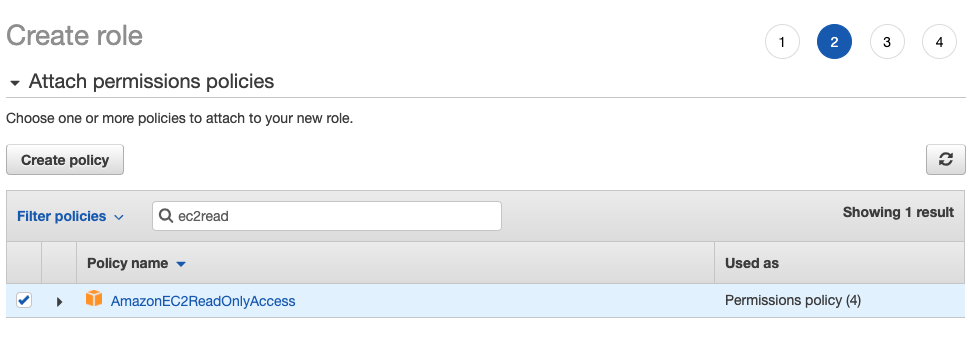 Create role
1 2 3 4
Attach permissions policies
Choose one or more policies to attach to your new role.
Create policy
Filter policies ec2read Showing 1 result
Policy name Used as
AmazonEC2ReadOnlyAccess Permissions policy (4)